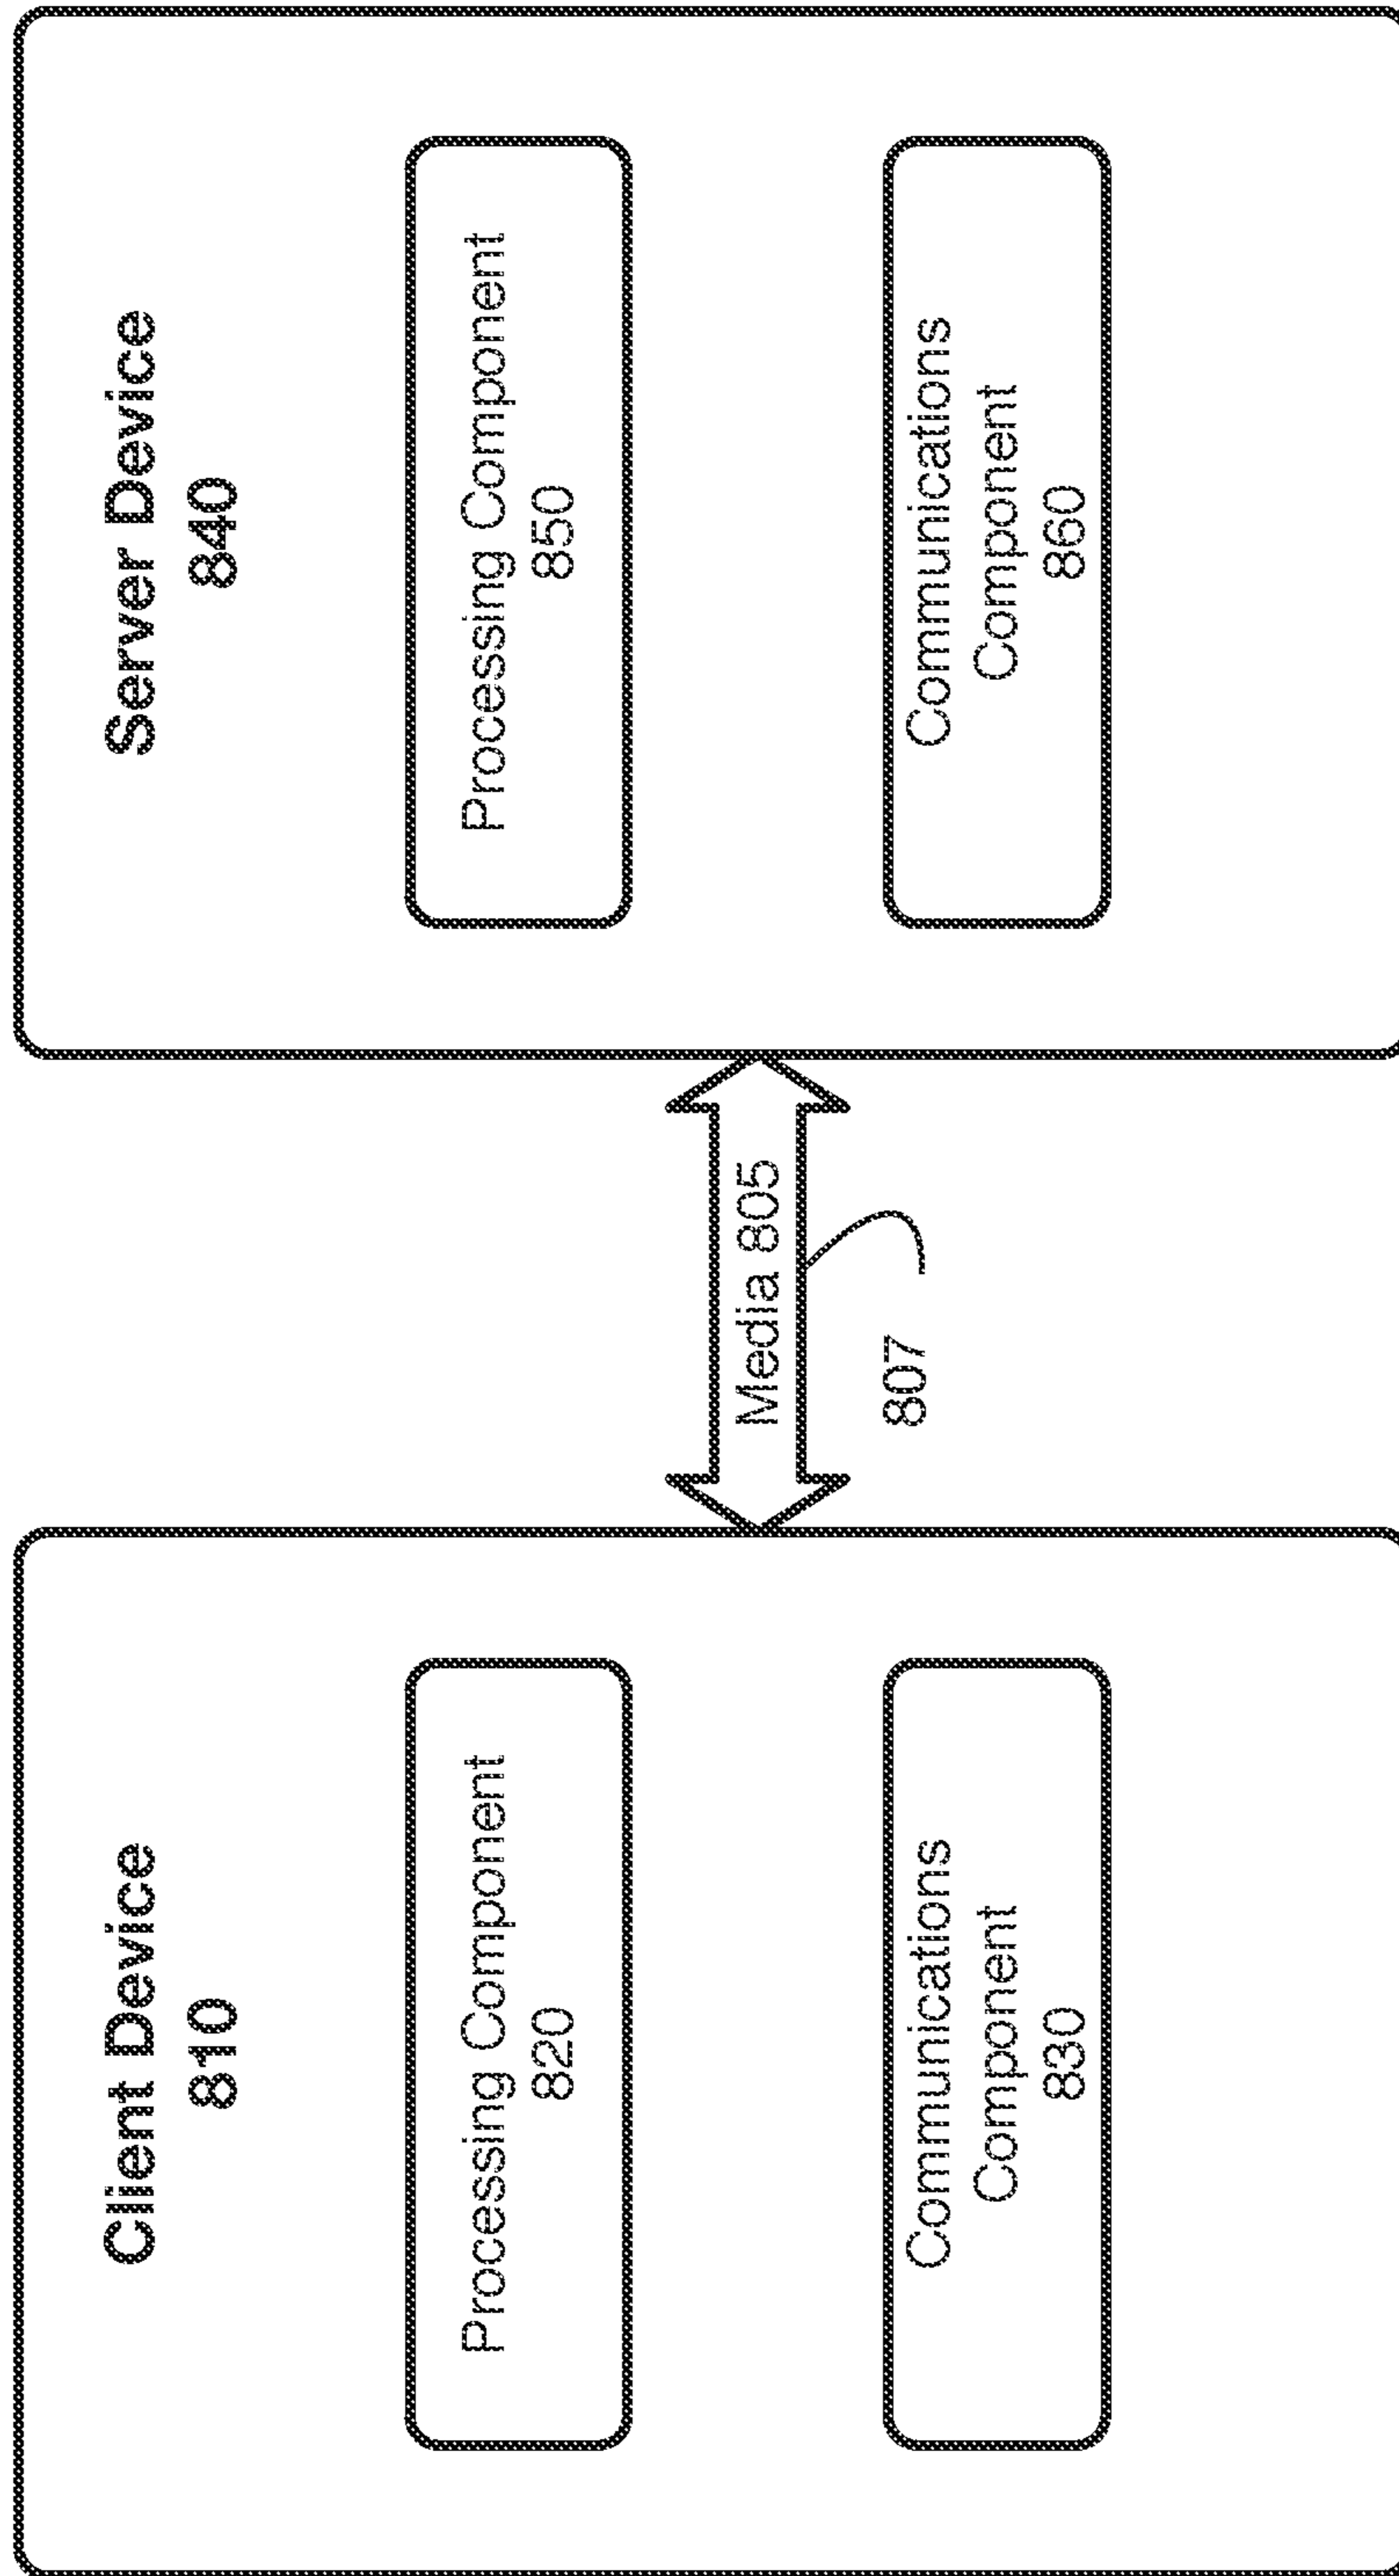 Client Device
810
Processing Component
820
Communications
Component
830
Media 805
807
Server Device
840
Processing Component
850
Communications
Component
860